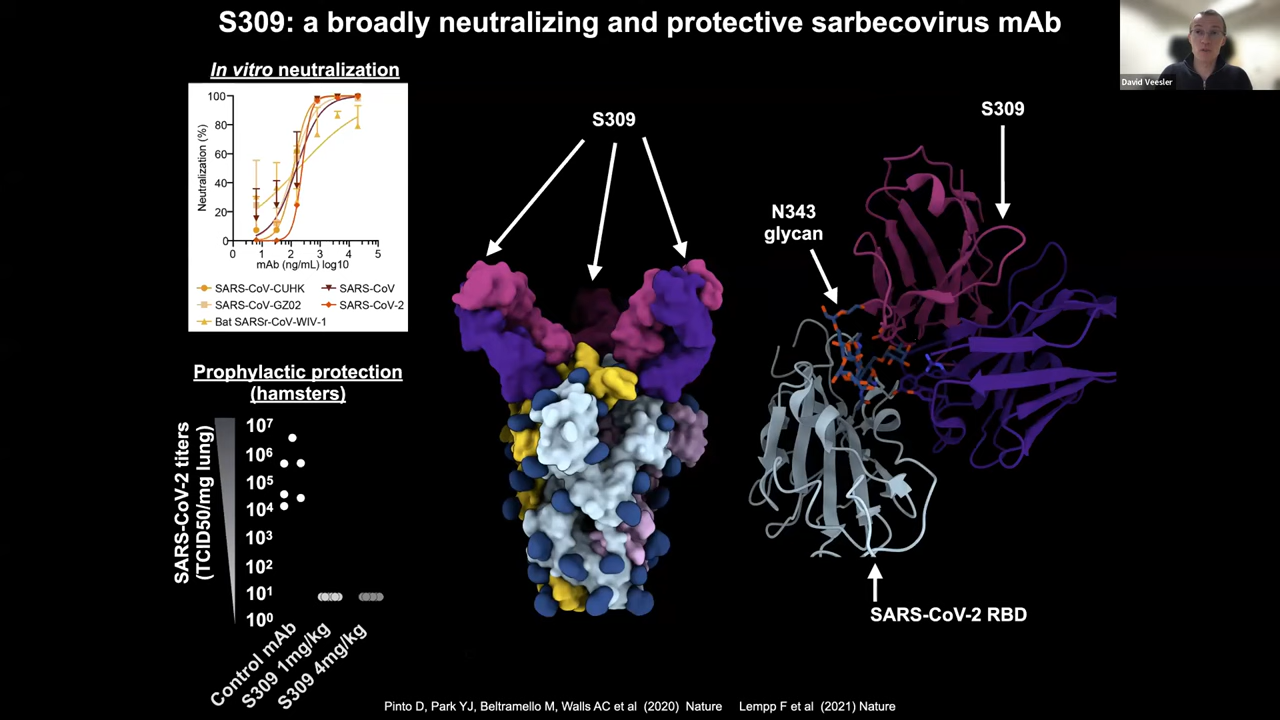 S309: a broadly neutralizing and protective sarbecovirus mAb
David Veesler
In vitro neutralization
100
80
60
40
20
0
Neutralization (%)
0 1 2 3 4 5
mAb (ng/mL) log10
SARS-CoV-CUHK
SARS-CoV
SARS-CoV-GZ02
SARS-CoV-2
Bat SARSr-CoV-WIV-1
Prophylactic protection
(hamsters)
SARS-CoV-2 titers
(TCID50/mg lung)
10⁷
10⁶
10⁵
10⁴
10³
10²
10¹
10⁰
Control mAb
S309 1mg/kg
S309 4mg/kg
S309
S309
N343
glycan
SARS-CoV-2 RBD
Pinto D, Park YJ, Beltramello M, Walls AC et al (2020) Nature Lempp F et al (2021) Nature